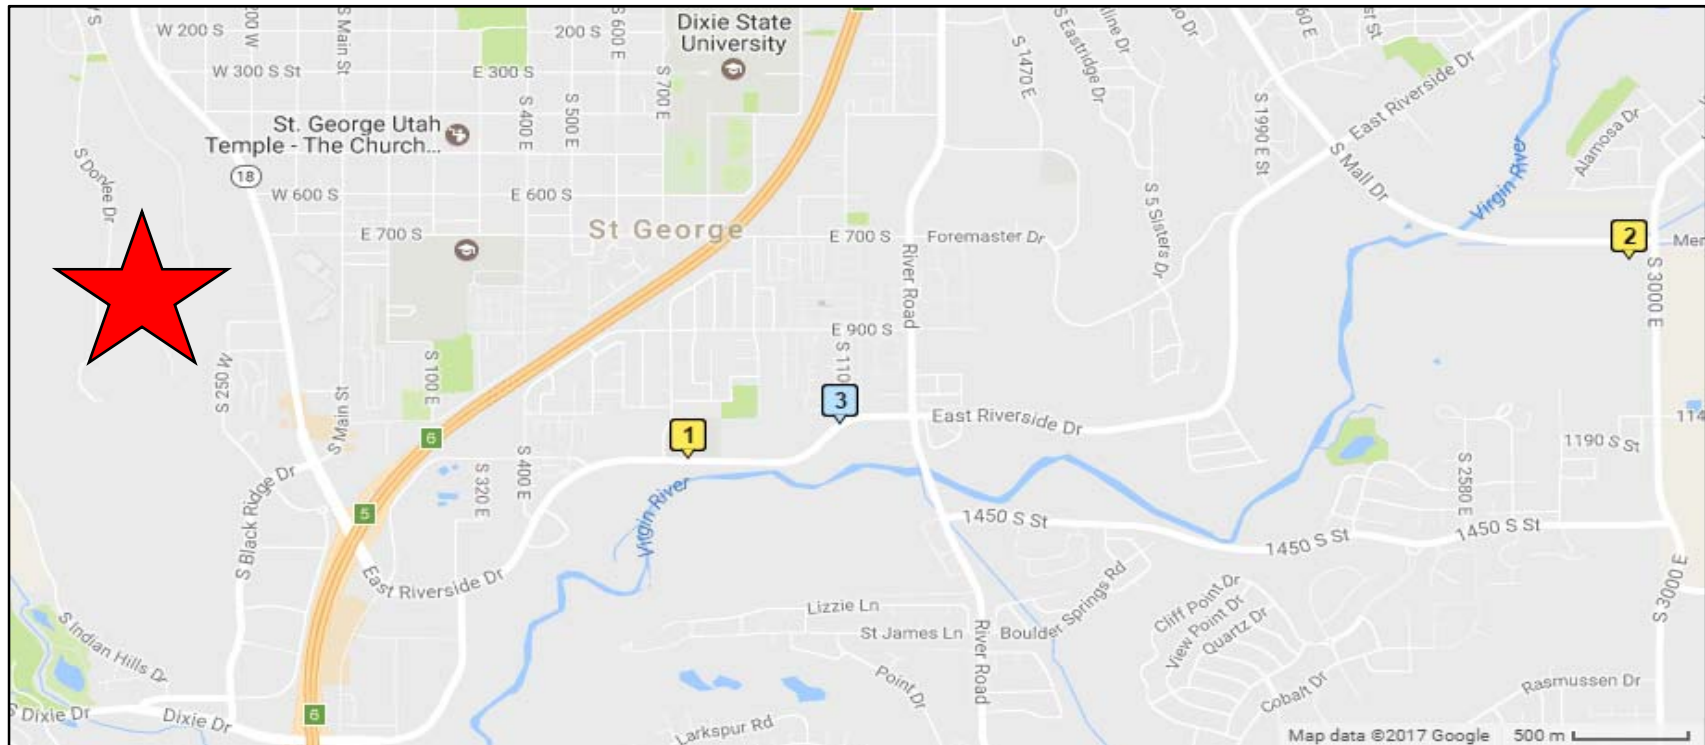 W 200 S
200 S
S 600 E
S Main St
Dixie State
University
W 300 S St
E 300 S
S 700 E
S 400 E
S 500 E
St. George Utah
Temple - The Church...
18
W 600 S
E 600 S
S Donlee Dr
E 700 S
St George
E 700 S
Foremaster Dr
River Road
S 1470 E
S Eastridge Dr
S 5 Sisters Dr
S 1990 E St
East Riverside Dr
S Mall Dr
Alamosa Dr
Virgin River
2
Mer
S 3000 E
E 900 S
S 110
S 250 W
S Main St
S 100 E
6
1
3
East Riverside Dr
114
1190 S St
S 2580 E
S Black Ridge Dr
S 320 E
S 400 E
5
Virgin River
1450 S St
1450 S St
1450 S St
East Riverside Dr
S Indian Hills Dr
Lizzie Ln
St James Ln
Boulder Springs Rd
River Road
Point Dr
Cliff Point Dr
View Point Dr
Quartz Dr
Cobalt Dr
Rasmussen Dr
S 3000 E
S Dixie Dr
Dixie Dr
Larkspur Rd
Map data ©2017 Google
500 m